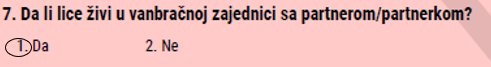 7. Da li lice živi u vanbračnoj zajednici sa partnerom/partnerkom?
1. Da 2. Ne